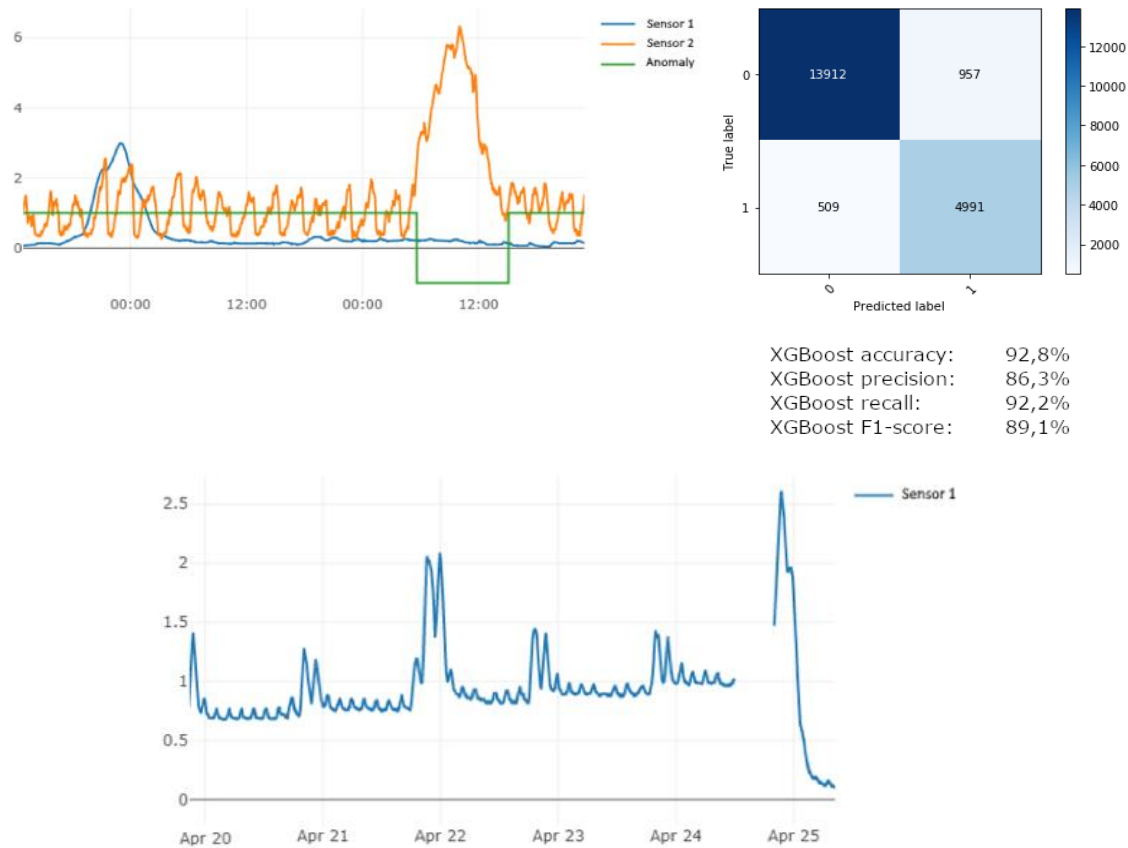 Sensor 1
Sensor 2
Anomaly
6
4
2
0
00:00
12:00
00:00
12:00
True label
0
13912
957
1
509
4991
0
1
Predicted label
12000
10000
8000
6000
4000
2000
XGBoost accuracy: 92,8%
XGBoost precision: 86,3%
XGBoost recall: 92,2%
XGBoost F1-score: 89,1%
Sensor 1
2.5
2
1.5
1
0.5
0
Apr 20
Apr 21
Apr 22
Apr 23
Apr 24
Apr 25